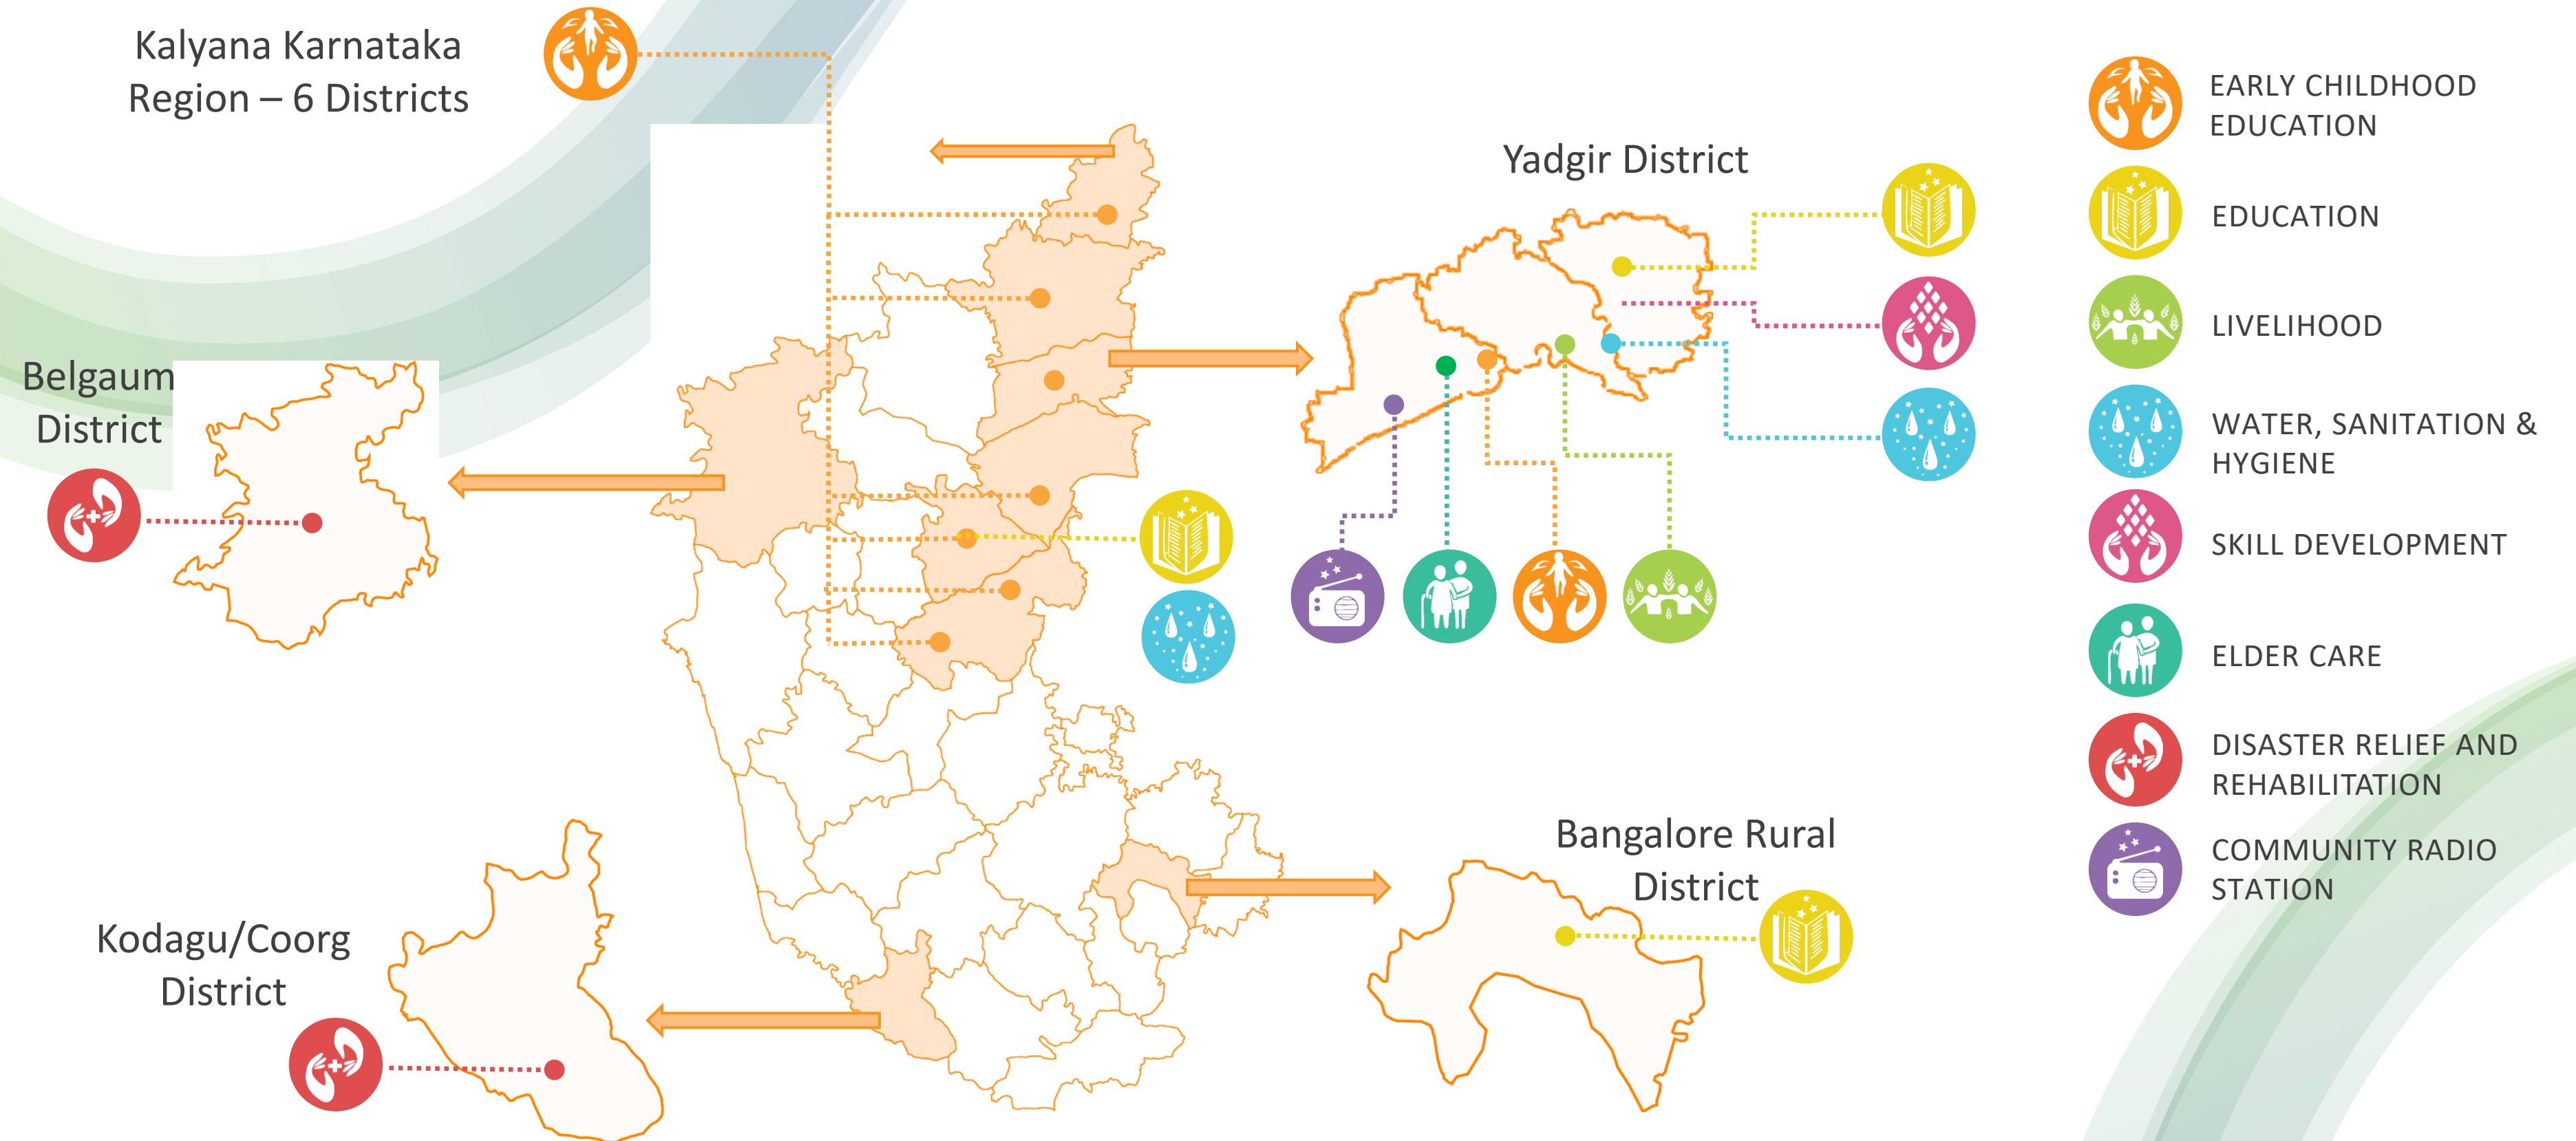 Kalyana Karnataka
Region – 6 Districts
Yadgir District
Belgaum
District
Kodagu/Coorg
District
Bangalore Rural
District
EARLY CHILDHOOD
EDUCATION
EDUCATION
LIVELIHOOD
WATER, SANITATION &
HYGIENE
SKILL DEVELOPMENT
ELDER CARE
DISASTER RELIEF AND
REHABILITATION
COMMUNITY RADIO
STATION